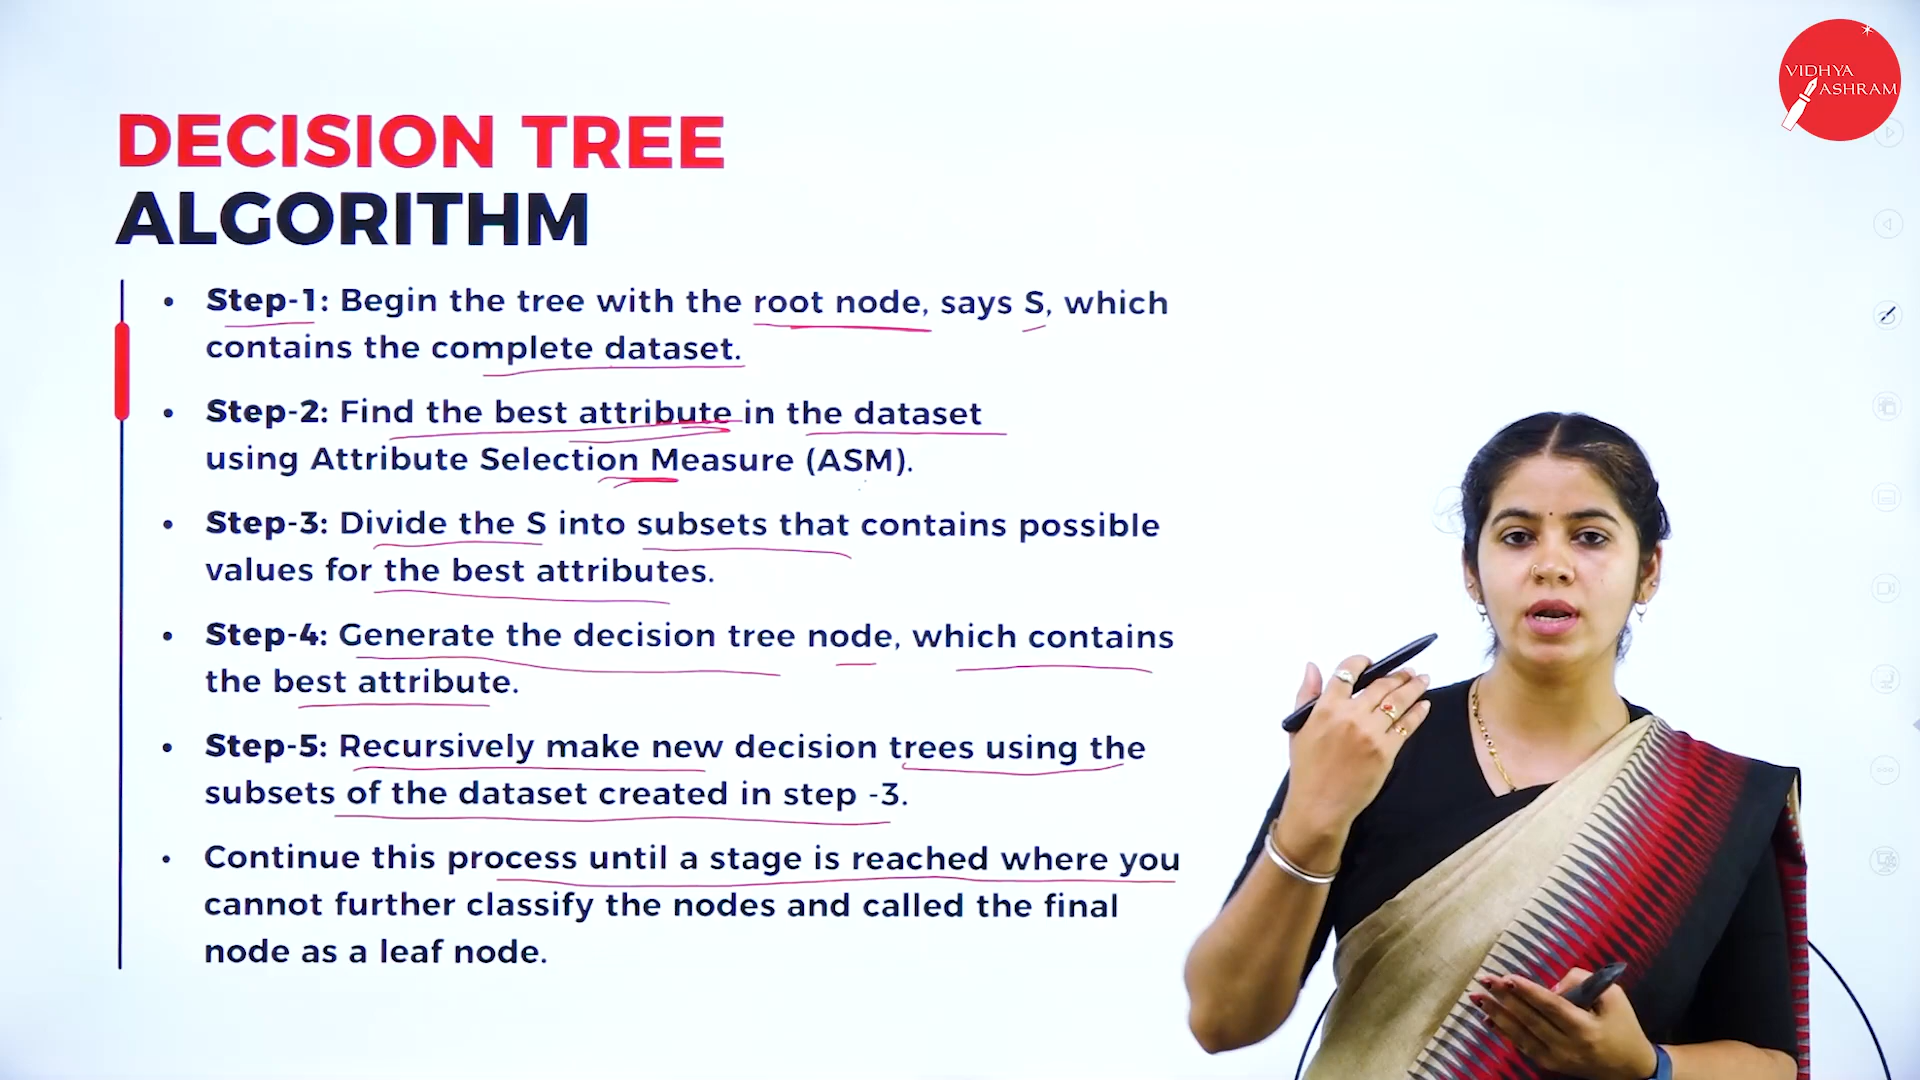 VIDHYA
ASHRAM
DECISION TREE
ALGORITHM
• Step-1: Begin the tree with the root node, says S, which
contains the complete dataset.
• Step-2: Find the best attribute in the dataset
using Attribute Selection Measure (ASM).
• Step-3: Divide the S into subsets that contains possible
values for the best attributes.
• Step-4: Generate the decision tree node, which contains
the best attribute.
• Step-5: Recursively make new decision trees using the
subsets of the dataset created in step -3.
• Continue this process until a stage is reached where you
cannot further classify the nodes and called the final
node as a leaf node.